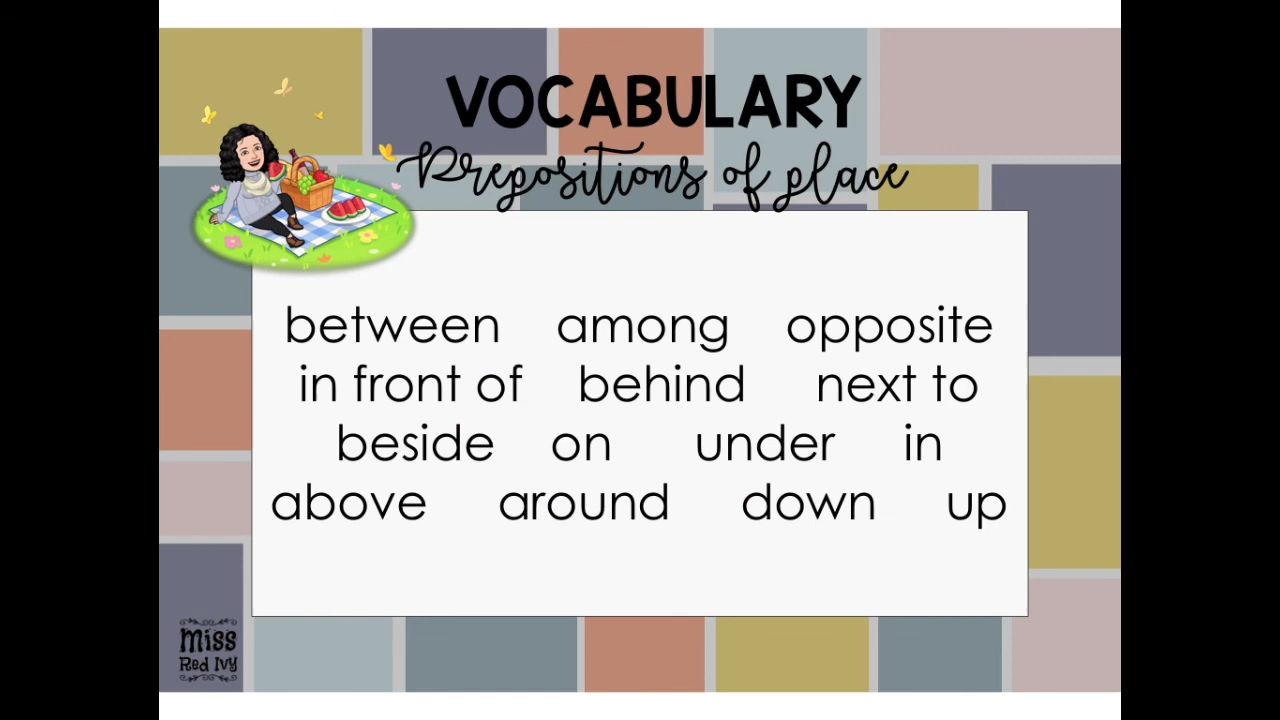 VOCABULARY
Prepositions of place
between among opposite
in front of behind next to
beside on under in
above around down up
Miss
Red Ivy